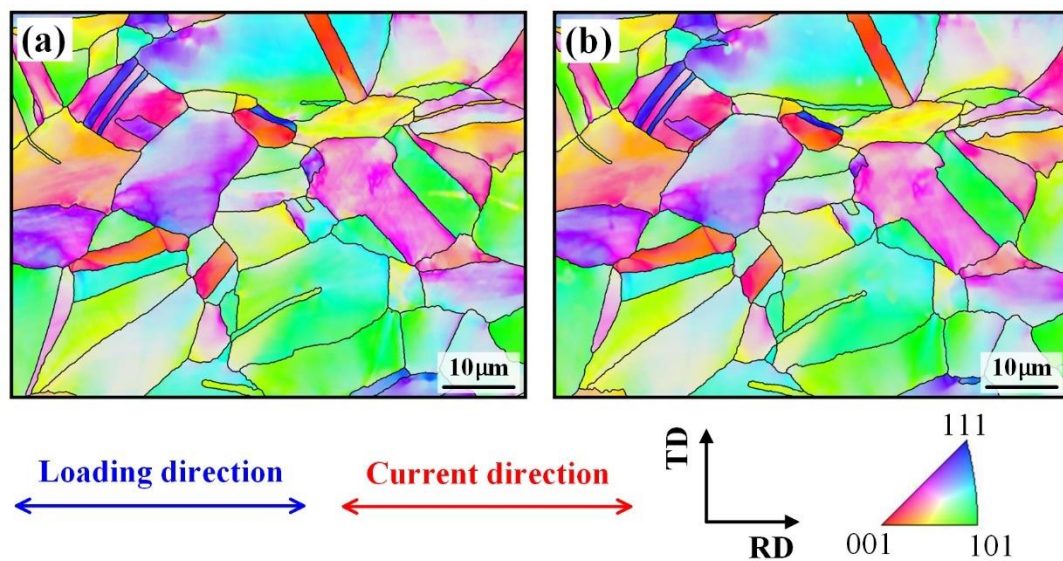 (a)
(b)
10μm
10μm
Loading direction
Current direction
TD
RD
111
001
101